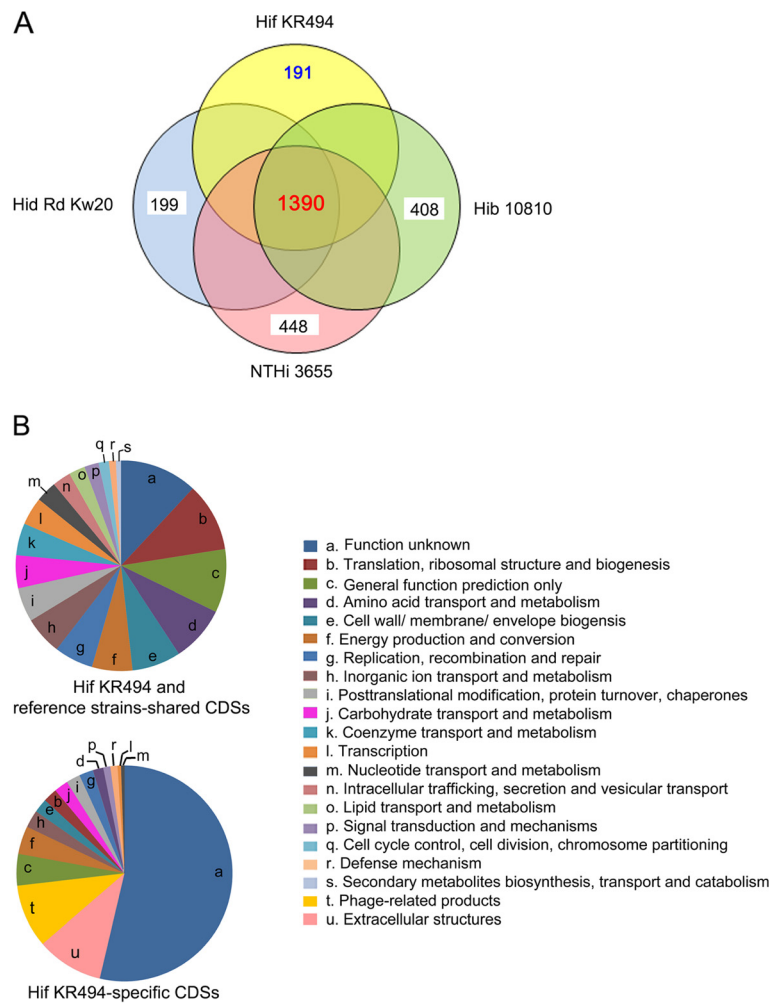 A
Hif KR494
191
Hid Rd Kw20
199
1390
408
Hib 10810
448
NTHi 3655
B
q r s
m n o p a
l b
k c
j d
i e
h g f
Hif KR494 and
reference strains-shared CDSs
p r l
d m
j i g
e b
h
f
c a
t
u
Hif KR494-specific CDSs
a. Function unknown
b. Translation, ribosomal structure and biogenesis
c. General function prediction only
d. Amino acid transport and metabolism
e. Cell wall/ membrane/ envelope biogensis
f. Energy production and conversion
g. Replication, recombination and repair
h. Inorganic ion transport and metabolism
i. Posttranslational modification, protein turnover, chaperones
j. Carbohydrate transport and metabolism
k. Coenzyme transport and metabolism
l. Transcription
m. Nucleotide transport and metabolism
n. Intracellular trafficking, secretion and vesicular transport
o. Lipid transport and metabolism
p. Signal transduction and mechanisms
q. Cell cycle control, cell division, chromosome partitioning
r. Defense mechanism
s. Secondary metabolites biosynthesis, transport and catabolism
t. Phage-related products
u. Extracellular structures